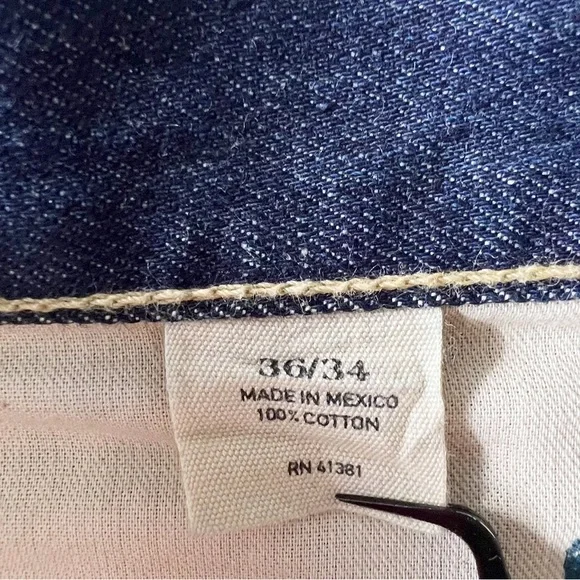 36/34
MADE IN MEXICO
100% COTTON
RN 41381